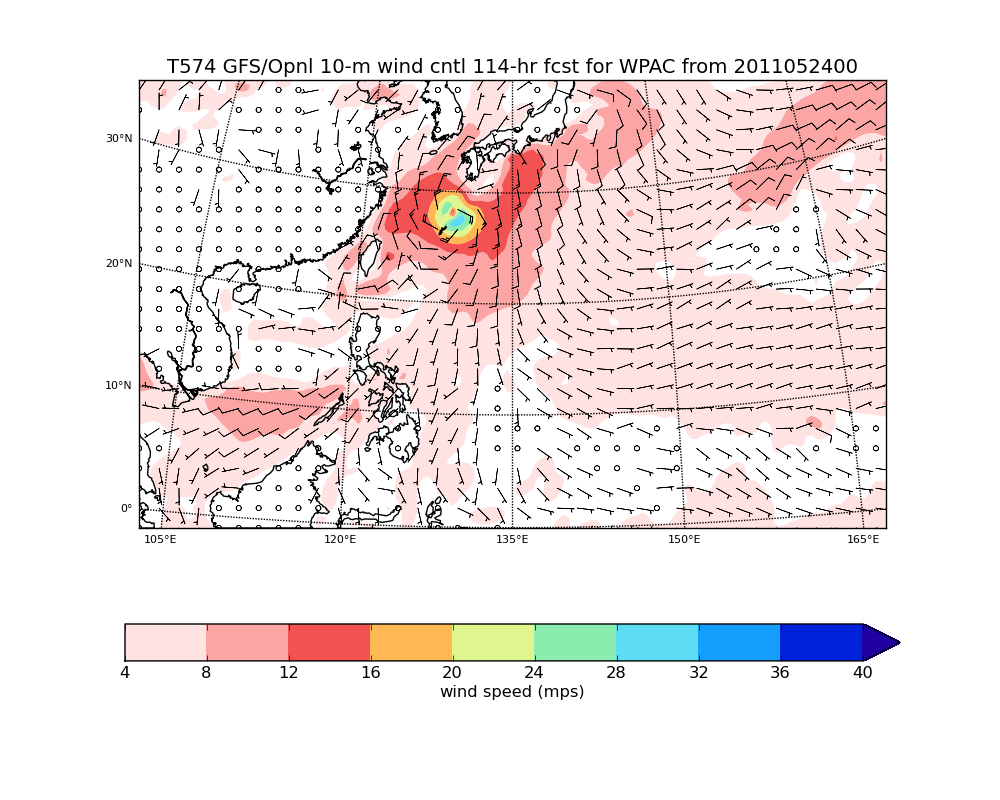 T574 GFS/Opnl 10-m wind cntl 114-hr fcst for WPAC from 2011052400
30°N
20°N
10°N
0°
105°E 120°E 135°E 150°E 165°E
4 8 12 16 20 24 28 32 36 40
wind speed (mps)